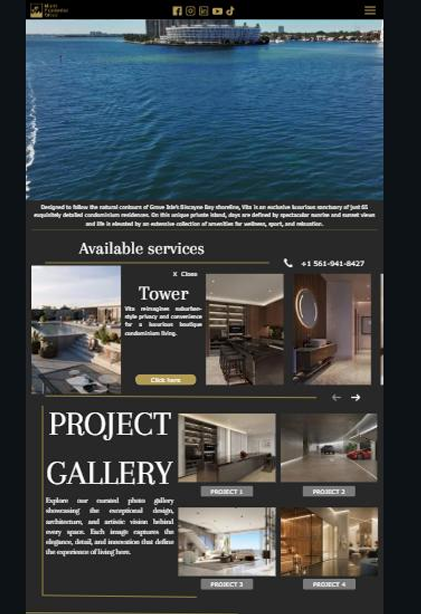 Designed to follow the natural contours of Grove Isle's Biscayne Bay shoreline, Vita is an exclusive luxurious sanctuary of just 65
exquisitely detailed condominium residences. On this unique private island, days are defined by spectacular sunrise and sunset views
and life is elevated by an extensive collection of amenities for wellness, sport, and relaxation.
Available services
+1 561-941-8427
X Close
Tower
Vita reimagines suburban-
style privacy and convenience
for a luxurious boutique
condominium living.
Click here
PROJECT
GALLERY
Explore our curated photo gallery
showcasing the exceptional design,
architecture, and artistic vision behind
every space. Each image captures the
elegance, detail, and innovation that define
the experience of living here.
PROJECT 1
PROJECT 2
PROJECT 3
PROJECT 4